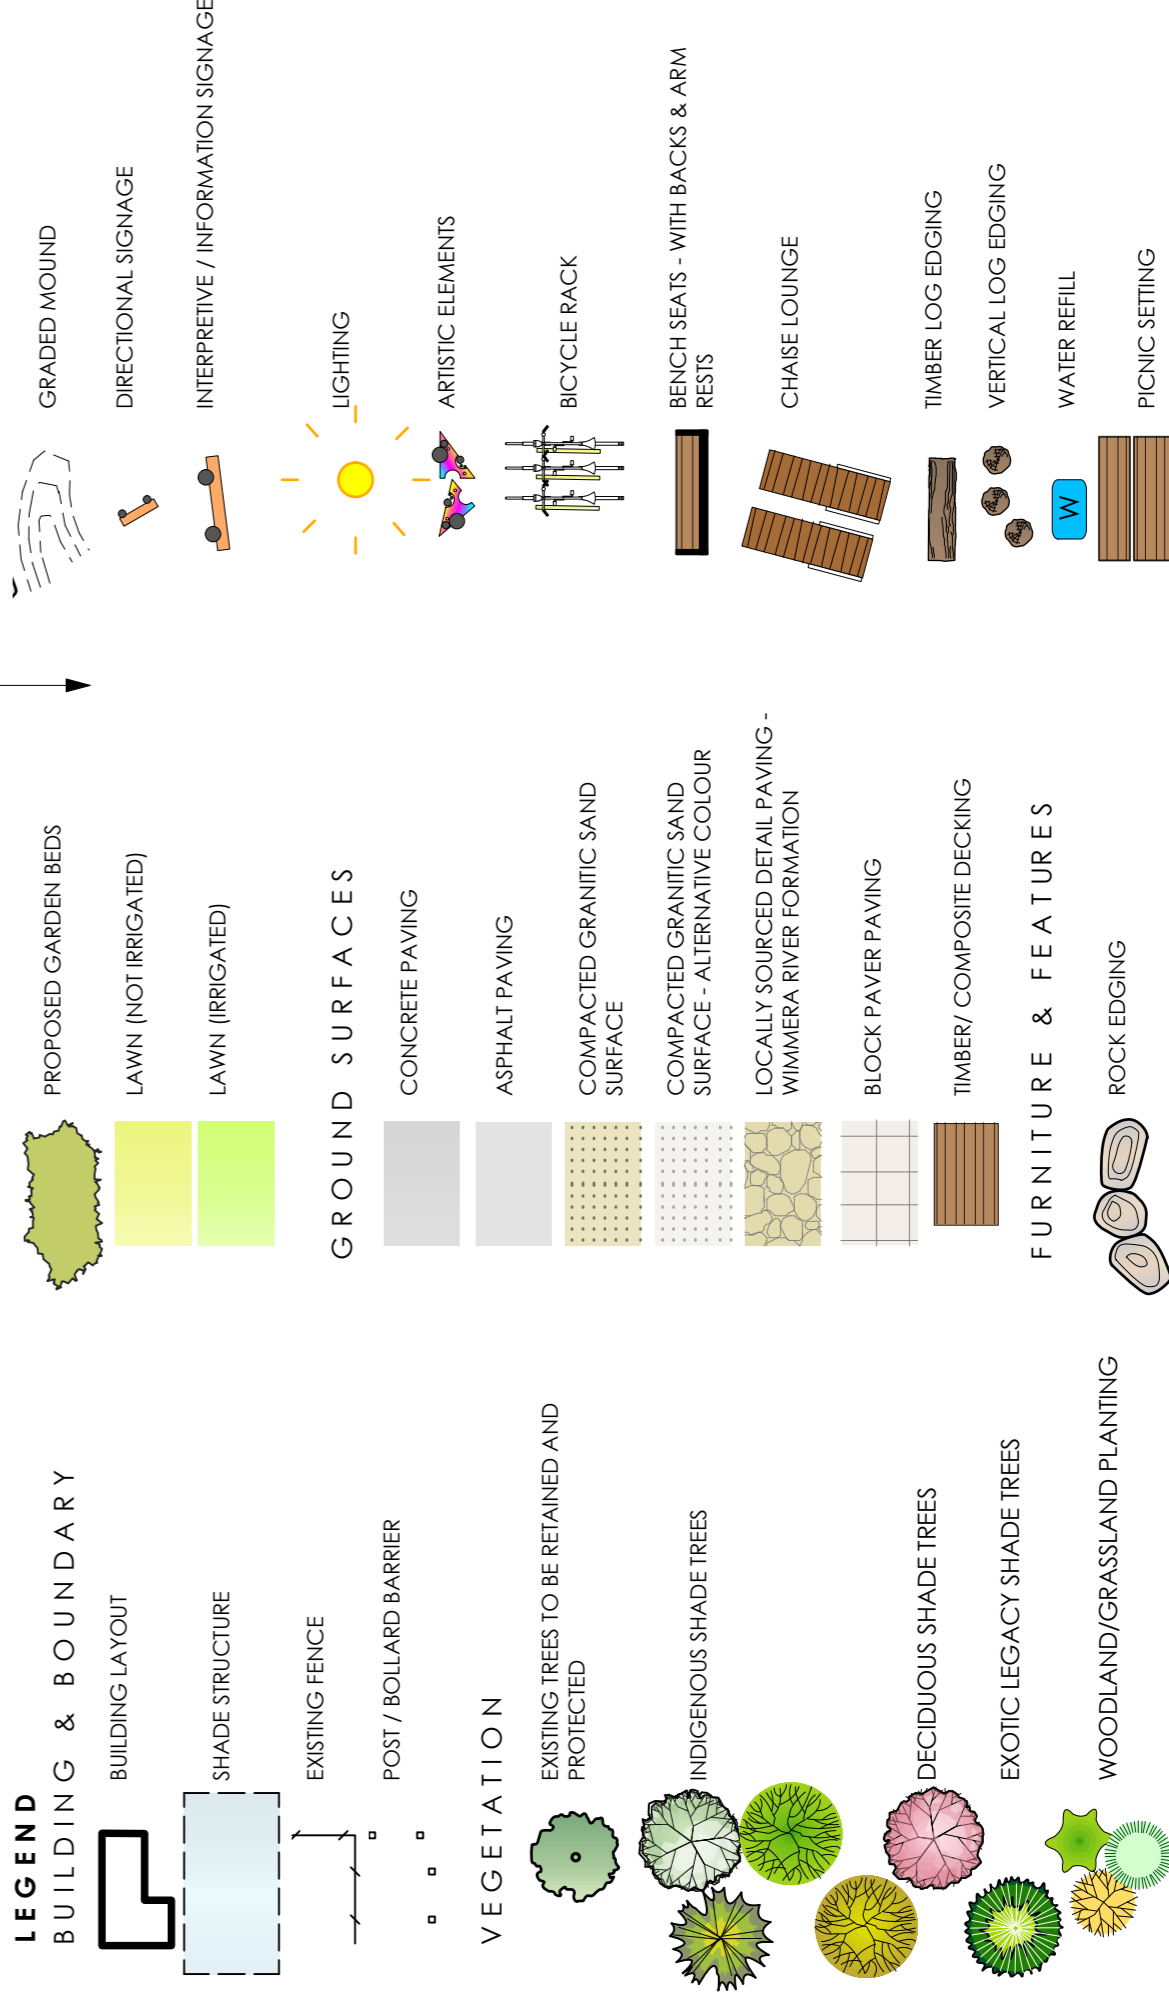 LEGEND
BUILDING & BOUNDARY
BUILDING LAYOUT
SHADE STRUCTURE
EXISTING FENCE
POST / BOLLARD BARRIER
VEGETATION
EXISTING TREES TO BE RETAINED AND
PROTECTED
INDIGENOUS SHADE TREES
DECIDUOUS SHADE TREES
EXOTIC LEGACY SHADE TREES
WOODLAND/GRASSLAND PLANTING
PROPOSED GARDEN BEDS
LAWN (NOT IRRIGATED)
LAWN (IRRIGATED)
GROUND SURFACES
CONCRETE PAVING
ASPHALT PAVING
COMPACTED GRANITIC SAND
SURFACE
COMPACTED GRANITIC SAND
SURFACE - ALTERNATIVE COLOUR
LOCALLY SOURCED DETAIL PAVING -
WIMMERA RIVER FORMATION
BLOCK PAVER PAVING
TIMBER/ COMPOSITE DECKING
FURNITURE & FEATURES
ROCK EDGING
GRADED MOUND
DIRECTIONAL SIGNAGE
INTERPRETIVE / INFORMATION SIGNAGE
LIGHTING
ARTISTIC ELEMENTS
BICYCLE RACK
BENCH SEATS - WITH BACKS & ARM
RESTS
CHAISE LOUNGE
TIMBER LOG EDGING
VERTICAL LOG EDGING
W
WATER REFILL
PICNIC SETTING